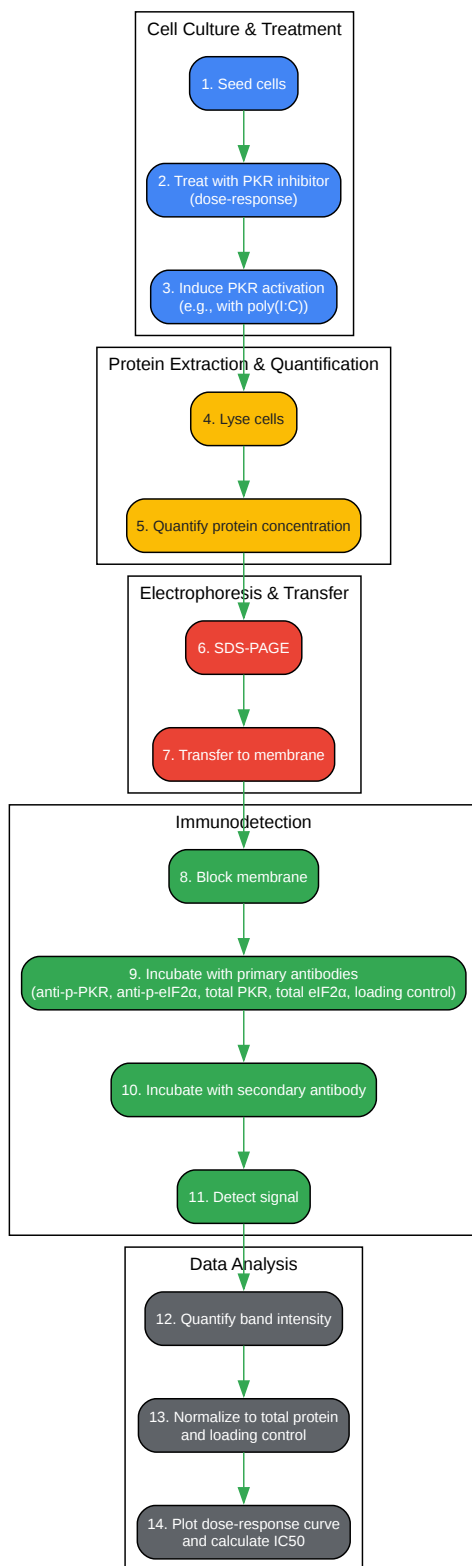 Cell Culture & Treatment
1. Seed cells
2. Treat with PKR inhibitor
(dose-response)
3. Induce PKR activation
(e.g., with poly(I:C))
Protein Extraction & Quantification
4. Lyse cells
5. Quantify protein concentration
Electrophoresis & Transfer
6. SDS-PAGE
7. Transfer to membrane
Immunodetection
8. Block membrane
9. Incubate with primary antibodies
(anti-p-PKR, anti-p-eIF2α, total PKR, total eIF2α, loading control)
10. Incubate with secondary antibody
11. Detect signal
Data Analysis
12. Quantify band intensity
13. Normalize to total protein
and loading control
14. Plot dose-response curve
and calculate IC50